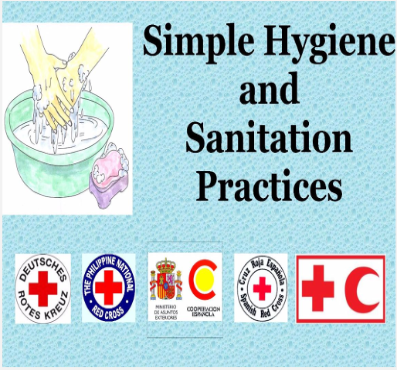 Simple Hygiene
and
Sanitation
Practices
DEUTSCHES
ROTES KREUZ
THE PHILIPPINE NATIONAL
RED CROSS
MINISTERIO
DE ASUNTOS
EXTERIORES
COOPERACION
ESPAÑOLA
Cruz Roja Española
Spanish Red Cross